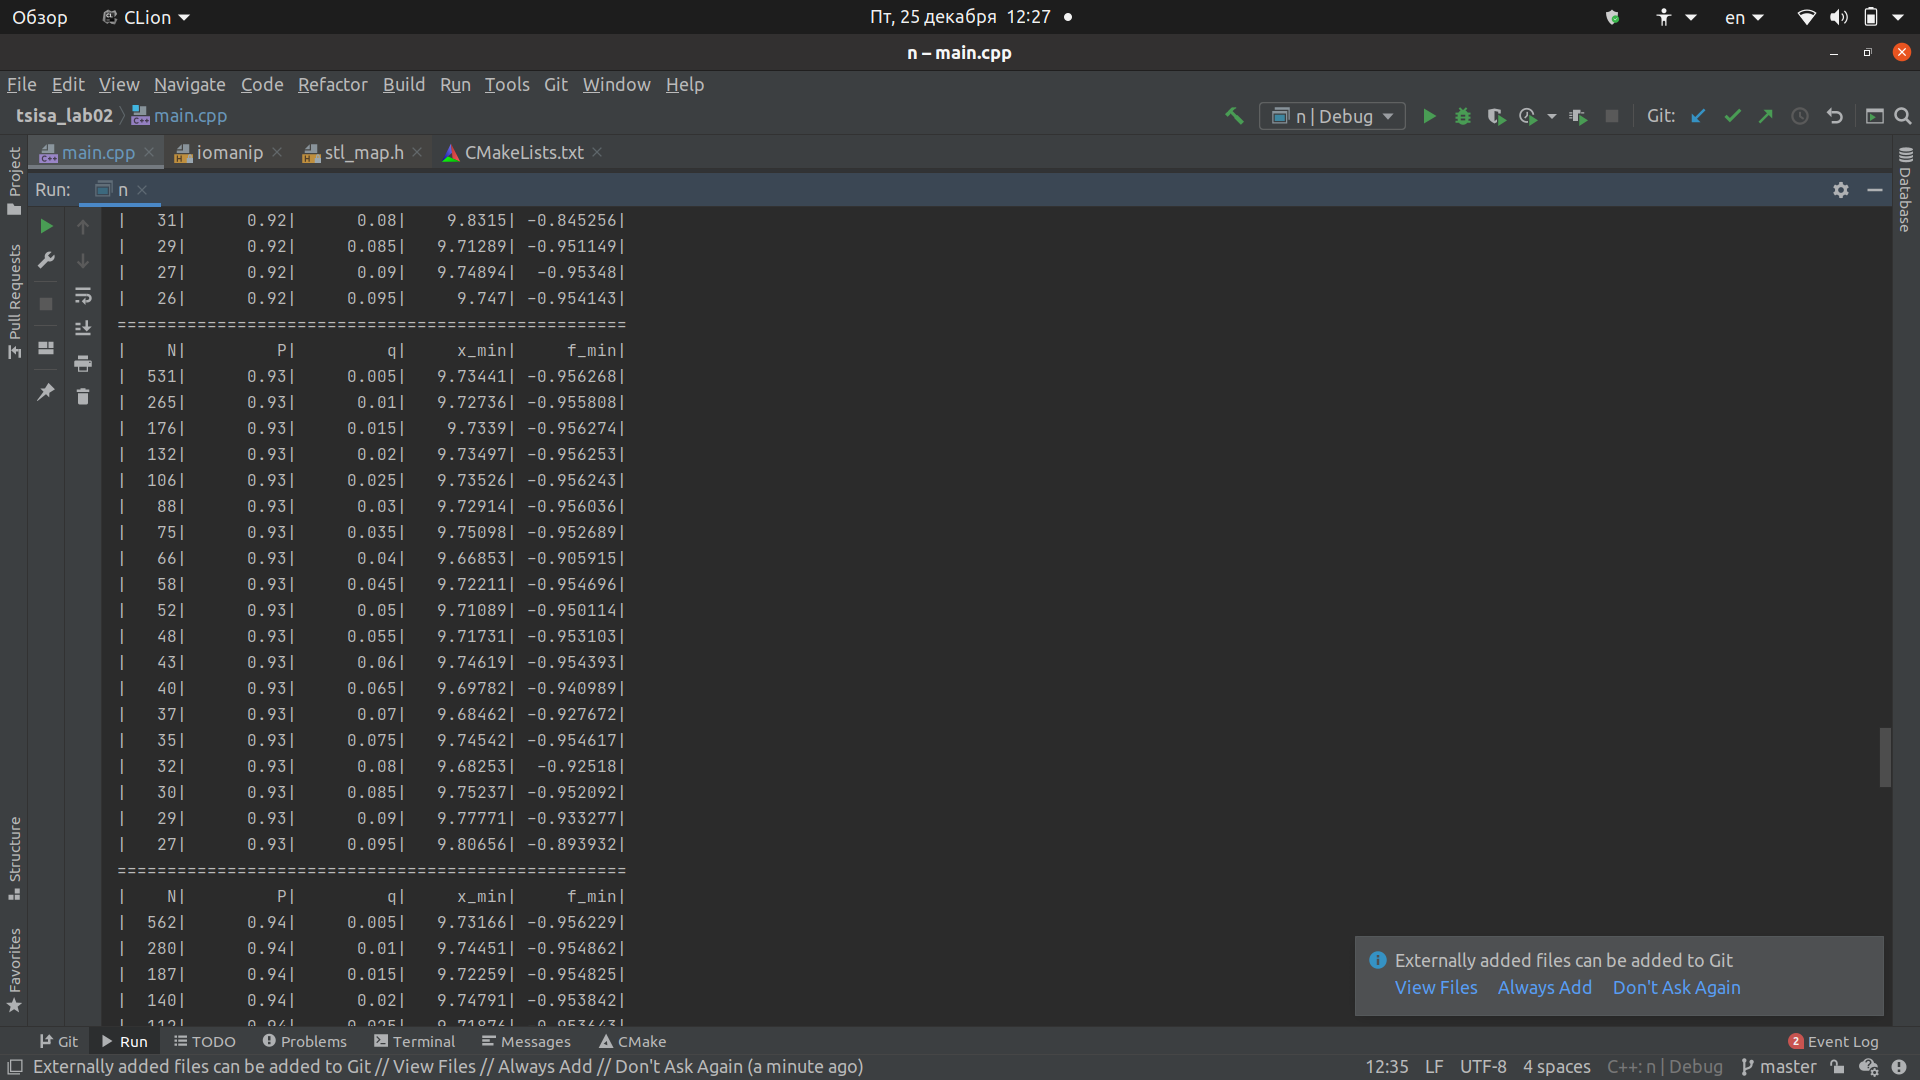 Обзор CLion Пт, 25 декабря 12:27 en
n – main.cpp
File Edit View Navigate Code Refactor Build Run Tools Git Window Help
tsisa_lab02 main.cpp n | Debug Git:
main.cpp iomanip stl_map.h CMakeLists.txt
Run: n
Project
Pull Requests
Structure
Favorites
Database
| 31| 0.92| 0.08| 9.8315| -0.845256|
| 29| 0.92| 0.085| 9.71289| -0.951149|
| 27| 0.92| 0.09| 9.74894| -0.95348|
| 26| 0.92| 0.095| 9.747| -0.954143|
===================================================
| N| P| q| x_min| f_min|
| 531| 0.93| 0.005| 9.73441| -0.956268|
| 265| 0.93| 0.01| 9.72736| -0.955808|
| 176| 0.93| 0.015| 9.7339| -0.956274|
| 132| 0.93| 0.02| 9.73497| -0.956253|
| 106| 0.93| 0.025| 9.73526| -0.956243|
| 88| 0.93| 0.03| 9.72914| -0.956036|
| 75| 0.93| 0.035| 9.75098| -0.952689|
| 66| 0.93| 0.04| 9.66853| -0.905915|
| 58| 0.93| 0.045| 9.72211| -0.954696|
| 52| 0.93| 0.05| 9.71089| -0.950114|
| 48| 0.93| 0.055| 9.71731| -0.953103|
| 43| 0.93| 0.06| 9.74619| -0.954393|
| 40| 0.93| 0.065| 9.69782| -0.940989|
| 37| 0.93| 0.07| 9.68462| -0.927672|
| 35| 0.93| 0.075| 9.74542| -0.954617|
| 32| 0.93| 0.08| 9.68253| -0.92518|
| 30| 0.93| 0.085| 9.75237| -0.952092|
| 29| 0.93| 0.09| 9.77771| -0.933277|
| 27| 0.93| 0.095| 9.80656| -0.893932|
===================================================
| N| P| q| x_min| f_min|
| 562| 0.94| 0.005| 9.73166| -0.956229|
| 280| 0.94| 0.01| 9.74451| -0.954862|
| 187| 0.94| 0.015| 9.72259| -0.954825|
| 140| 0.94| 0.02| 9.74791| -0.953842|
| 112| 0.94| 0.025| 9.71876| -0.953643|
Externally added files can be added to Git
View Files Always Add Don't Ask Again
Git Run TODO Problems Terminal Messages CMake 2 Event Log
Externally added files can be added to Git // View Files // Always Add // Don't Ask Again (a minute ago) 12:35 LF UTF-8 4 spaces C++: n | Debug master